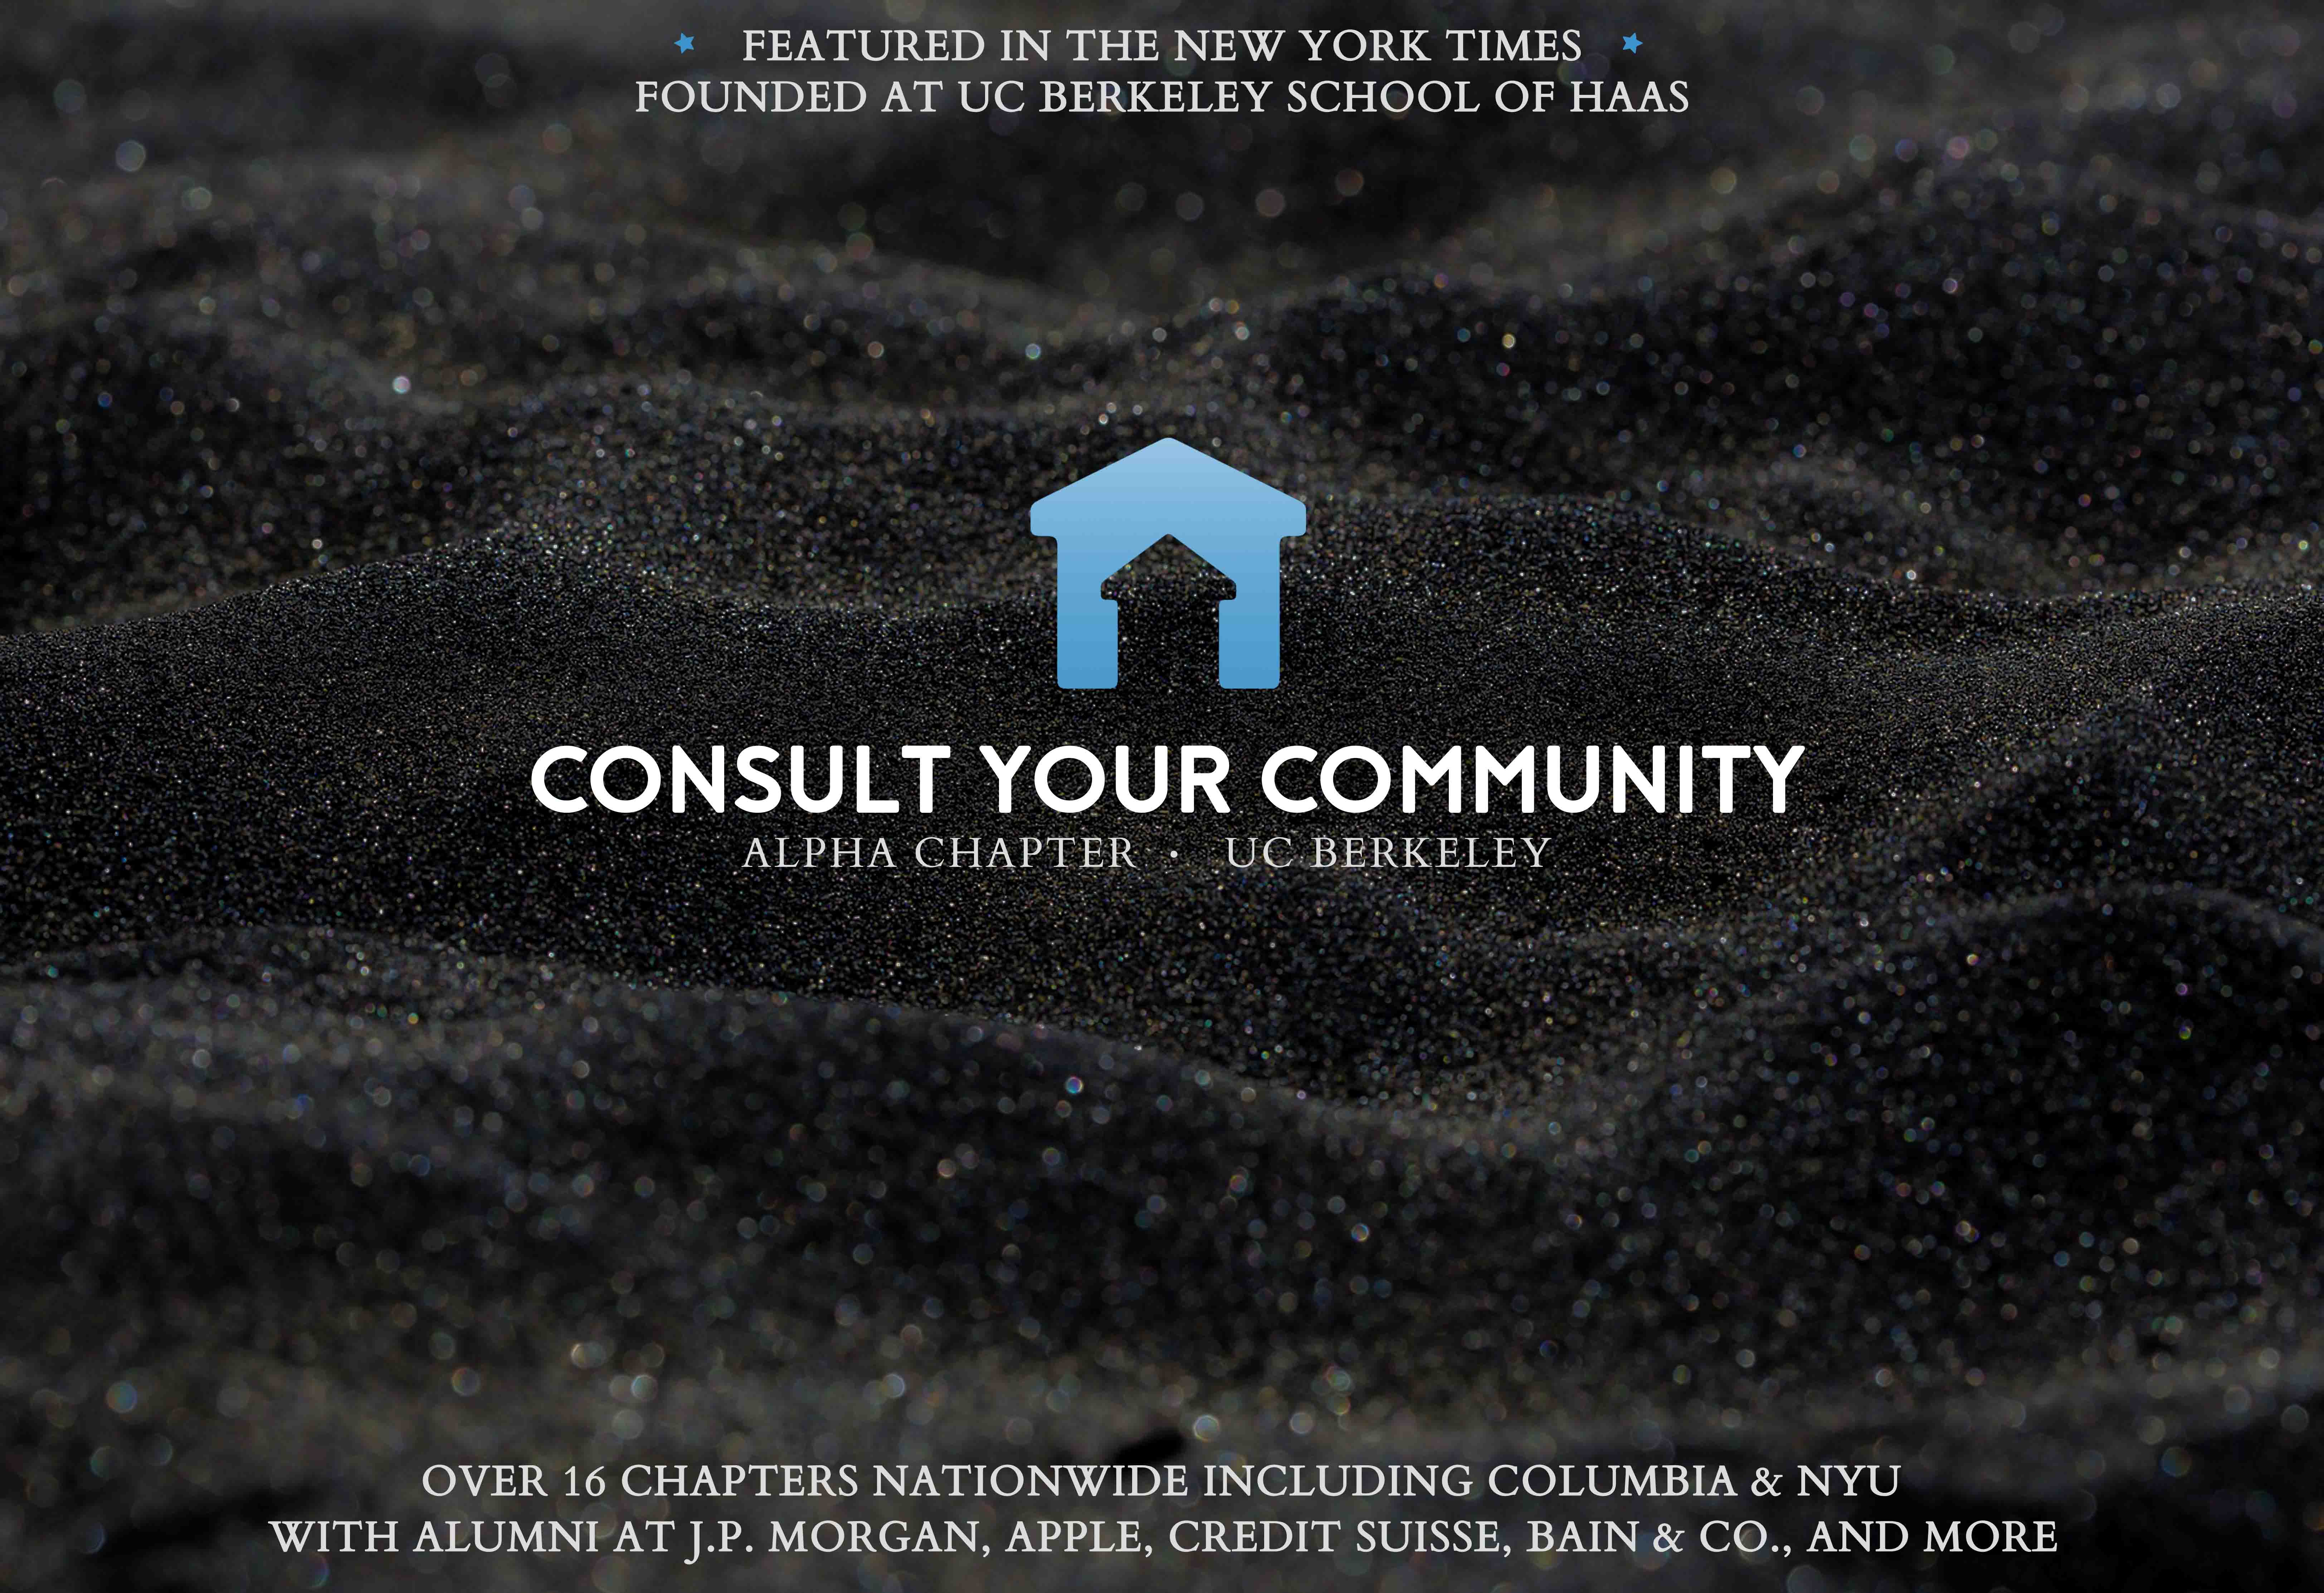 FEATURED IN THE NEW YORK TIMES
FOUNDED AT UC BERKELEY SCHOOL OF HAAS
CONSULT YOUR COMMUNITY
ALPHA CHAPTER · UC BERKELEY
OVER 16 CHAPTERS NATIONWIDE INCLUDING COLUMBIA & NYU
WITH ALUMNI AT J.P. MORGAN, APPLE, CREDIT SUISSE, BAIN & CO., AND MORE